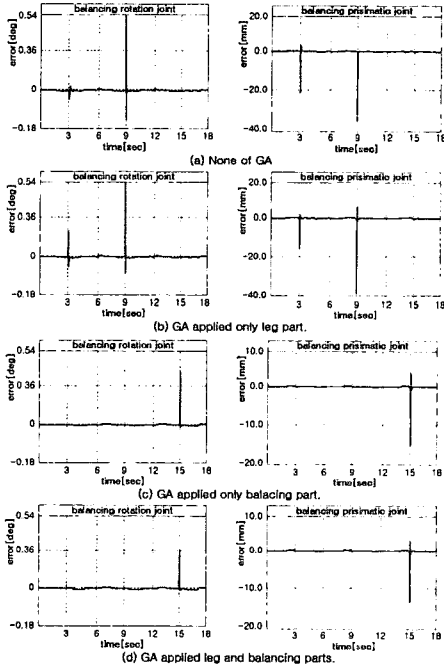 balancing rotation joint balancing prismatic joint
error[deg] 0.54 0.36 0 -0.18
3 6 9 12 15 18
time[sec]
error[mm] 20.0 0.0 -20.0 -40.0
3 6 9 12 15 18
time[sec]
(a) None of GA
balancing rotation joint balancing prismatic joint
error[deg] 0.54 0.36 0 -0.18
3 6 9 12 15 18
time[sec]
error[mm] 20.0 0.0 -20.0 -40.0
3 6 9 12 15 18
time[sec]
(b) GA applied only leg part.
balancing rotation joint balancing prismatic joint
error[deg] 0.54 0.36 0 -0.18
3 6 9 12 15 18
time[sec]
error[mm] 10.0 0.0 -10.0 -20.0
3 6 9 12 15 18
time[sec]
(c) GA applied only balacing part.
balancing rotation joint balancing prismatic joint
error[deg] 0.54 0.36 0 -0.18
3 6 9 12 15 18
time[sec]
error[mm] 10.0 0.0 -10.0 -20.0
3 6 9 12 15 18
time[sec]
(d) GA applied leg and balancing parts.